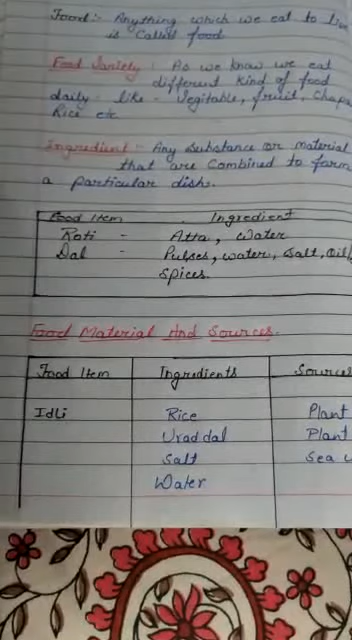 Food:- Anything which we eat to live
is Called food
Food Variety : As we know we eat
different kind of food
daily like - Vegitable, fruit, Chapa
Rice etc
Ingredient:- Any Substance or material
that are Combined to form
a particular dish.
Food Item Ingredient
Roti - Atta, water
Dal - Pulses, water, Salt, Oil,
Spices.
Food Material And Sources.
Food Item Ingredients Sources
Idli Rice Plant
Urad dal Plant
Salt Sea
Water